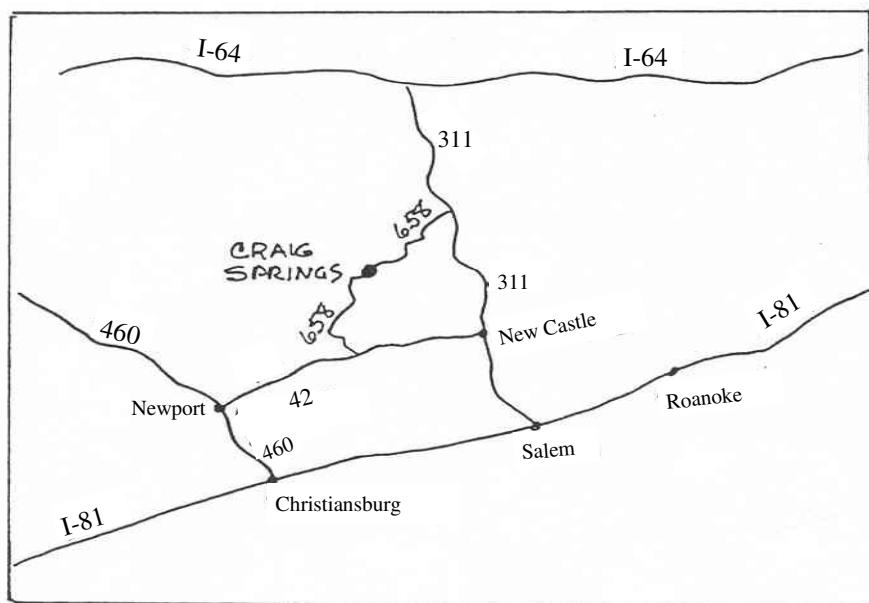 I-64
I-64
311
658
CRAIG
SPRINGS
311
658
New Castle
I-81
460
42
Newport
Roanoke
460
Salem
Christiansburg
I-81